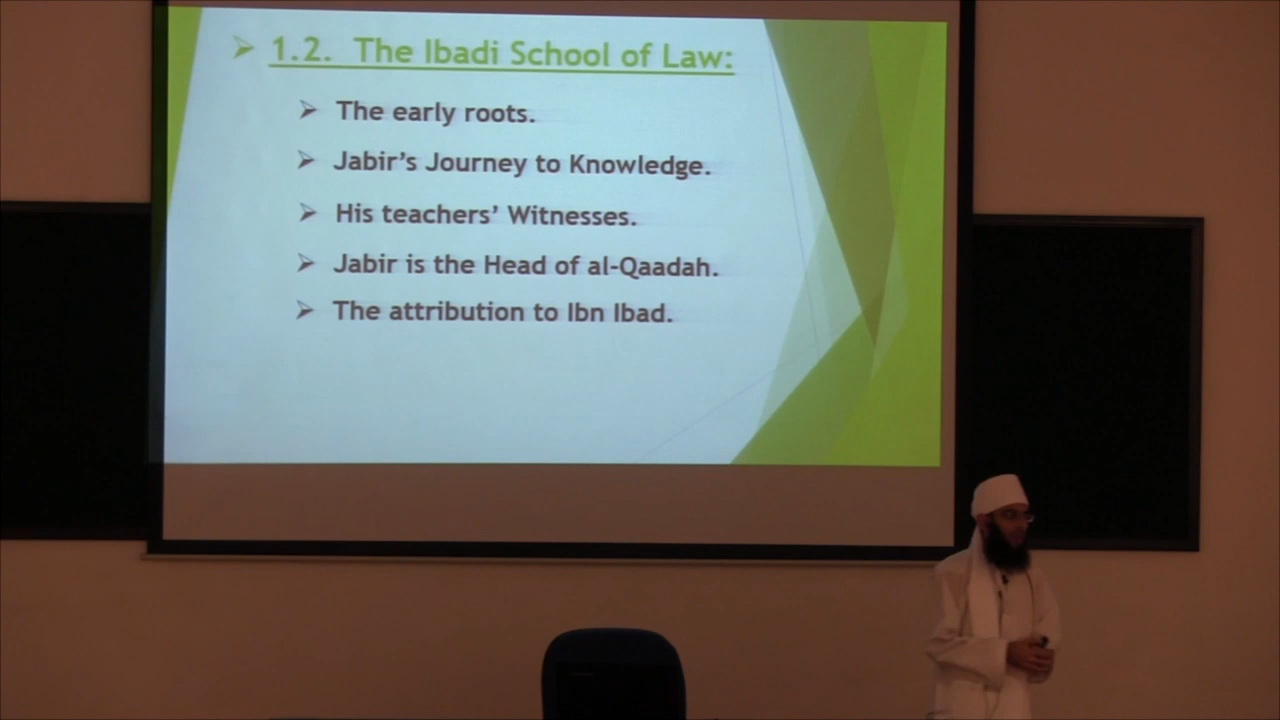 1.2. The Ibadi School of Law:
The early roots.
Jabir's Journey to Knowledge.
His teachers' Witnesses.
Jabir is the Head of al-Qaadah.
The attribution to Ibn Ibad.